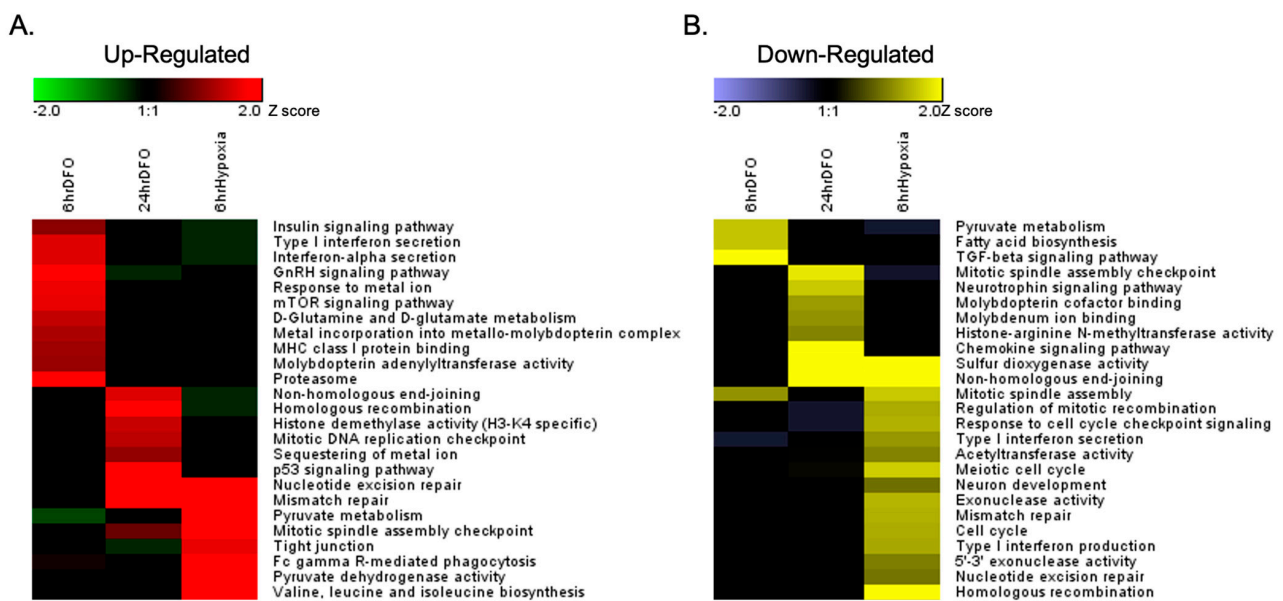 A.
Up-Regulated
-2.0 1:1 2.0 Z score
6hrDFO
24hrDFO
6hrHypoxia
Insulin signaling pathway
Type I interferon secretion
Interferon-alpha secretion
GnRH signaling pathway
Response to metal ion
mTOR signaling pathway
D-Glutamine and D-glutamate metabolism
Metal incorporation into metallo-molybdopterin complex
MHC class I protein binding
Molybdopterin adenylyltransferase activity
Proteasome
Non-homologous end-joining
Homologous recombination
Histone demethylase activity (H3-K4 specific)
Mitotic DNA replication checkpoint
Sequestering of metal ion
p53 signaling pathway
Nucleotide excision repair
Mismatch repair
Pyruvate metabolism
Mitotic spindle assembly checkpoint
Tight junction
Fc gamma R-mediated phagocytosis
Pyruvate dehydrogenase activity
Valine, leucine and isoleucine biosynthesis
B.
Down-Regulated
-2.0 1:1 2.0 Z score
6hrDFO
24hrDFO
6hrHypoxia
Pyruvate metabolism
Fatty acid biosynthesis
TGF-beta signaling pathway
Mitotic spindle assembly checkpoint
Neurotrophin signaling pathway
Molybdopterin cofactor binding
Molybdenum ion binding
Histone-arginine N-methyltransferase activity
Chemokine signaling pathway
Sulfur dioxygenase activity
Non-homologous end-joining
Mitotic spindle assembly
Regulation of mitotic recombination
Response to cell cycle checkpoint signaling
Type I interferon secretion
Acetyltransferase activity
Meiotic cell cycle
Neuron development
Exonuclease activity
Mismatch repair
Cell cycle
Type I interferon production
5'-3' exonuclease activity
Nucleotide excision repair
Homologous recombination